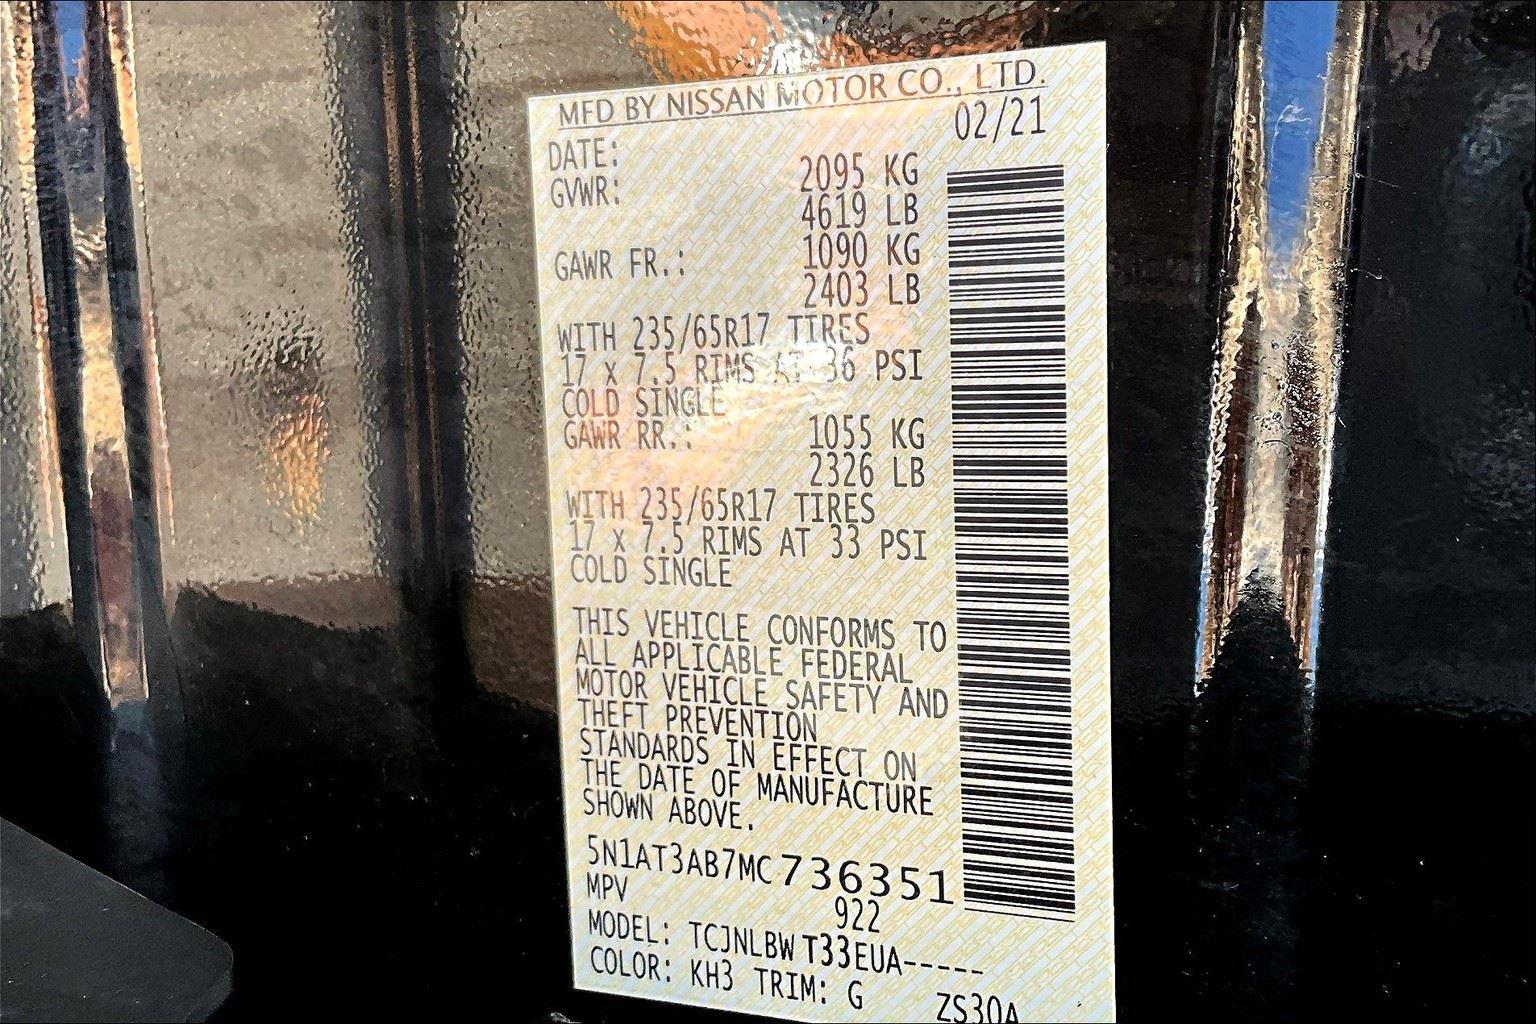 MFD BY NISSAN MOTOR CO., LTD.
DATE: 02/21
GVWR: 2095 KG
4619 LB
GAWR FR.: 1090 KG
2403 LB
WITH 235/65R17 TIRES
17 x 7.5 RIMS AT 36 PSI
COLD SINGLE
GAWR RR.: 1055 KG
2326 LB
WITH 235/65R17 TIRES
17 x 7.5 RIMS AT 33 PSI
COLD SINGLE
THIS VEHICLE CONFORMS TO
ALL APPLICABLE FEDERAL
MOTOR VEHICLE SAFETY AND
THEFT PREVENTION
STANDARDS IN EFFECT ON
THE DATE OF MANUFACTURE
SHOWN ABOVE.
5N1AT3AB7MC736351
MPV 922
MODEL: TCJNLBWT33EUA-----
COLOR: KH3 TRIM: G
ZS30A